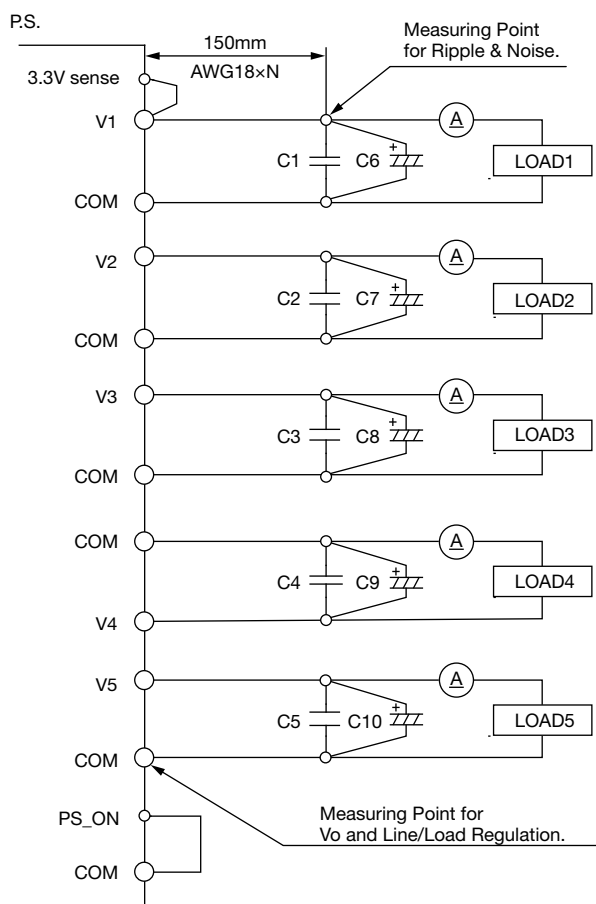 P.S.
150mm
AWG18×N
Measuring Point
for Ripple & Noise.
3.3V sense
V1
C1
+
C6
A
LOAD1
COM
V2
C2
+
C7
A
LOAD2
COM
V3
C3
+
C8
A
LOAD3
COM
COM
C4
+
C9
A
LOAD4
V4
V5
C5
+
C10
A
LOAD5
COM
PS_ON
Measuring Point for
Vo and Line/Load Regulation.
COM